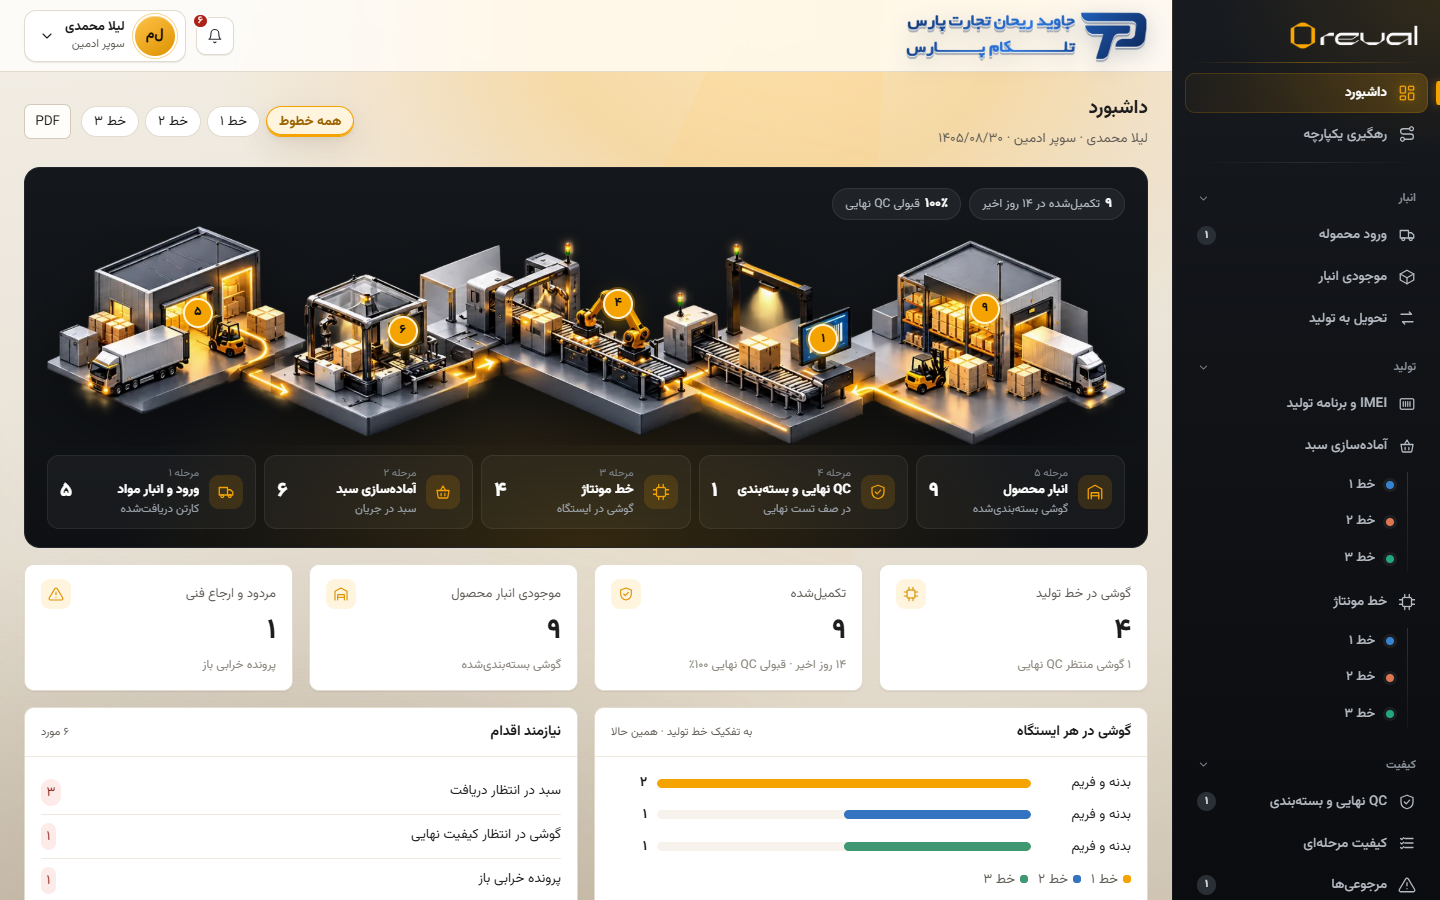 reval
داشبورد
رهگیری یکپارچه
انبار
ورود محموله ۱
موجودی انبار
تحویل به تولید
تولید
IMEI و برنامه تولید
آماده‌سازی سبد
خط ۱
خط ۲
خط ۳
خط مونتاژ
خط ۱
خط ۲
خط ۳
کیفیت
QC نهایی و بسته‌بندی ۱
کیفیت مرحله‌ای
مرجوعی‌ها ۱
جاوید ریحان تجارت پارس
تلکام پارس
۶
لیلا محمدی
سوپر ادمین
ل‌م
داشبورد
لیلا محمدی · سوپر ادمین · ۱۴۰۵/۰۸/۳۰
همه خطوط
خط ۱
خط ۲
خط ۳
PDF
۹ تکمیل‌شده در ۱۴ روز اخیر
۱۰۰٪ قبولی QC نهایی
۹
۱
۴
۶
۵
مرحله ۵
انبار محصول ۹
گوشی بسته‌بندی‌شده
مرحله ۴
QC نهایی و بسته‌بندی ۱
در صف تست نهایی
مرحله ۳
خط مونتاژ ۴
گوشی در ایستگاه
مرحله ۲
آماده‌سازی سبد ۶
سبد در جریان
مرحله ۱
ورود و انبار مواد ۵
کارتن دریافت‌شده
گوشی در خط تولید
۴
۱ گوشی منتظر QC نهایی
تکمیل‌شده
۹
۱۴ روز اخیر · قبولی QC نهایی ۱۰۰٪
موجودی انبار محصول
۹
گوشی بسته‌بندی‌شده
مردود و ارجاع فنی
۱
پرونده خرابی باز
گوشی در هر ایستگاه
به تفکیک خط تولید · همین حالا
بدنه و فریم ۲
بدنه و فریم ۱
بدنه و فریم ۱
خط ۱ خط ۲ خط ۳
نیازمند اقدام
۶ مورد
سبد در انتظار دریافت ۳
گوشی در انتظار کیفیت نهایی ۱
پرونده خرابی باز ۱